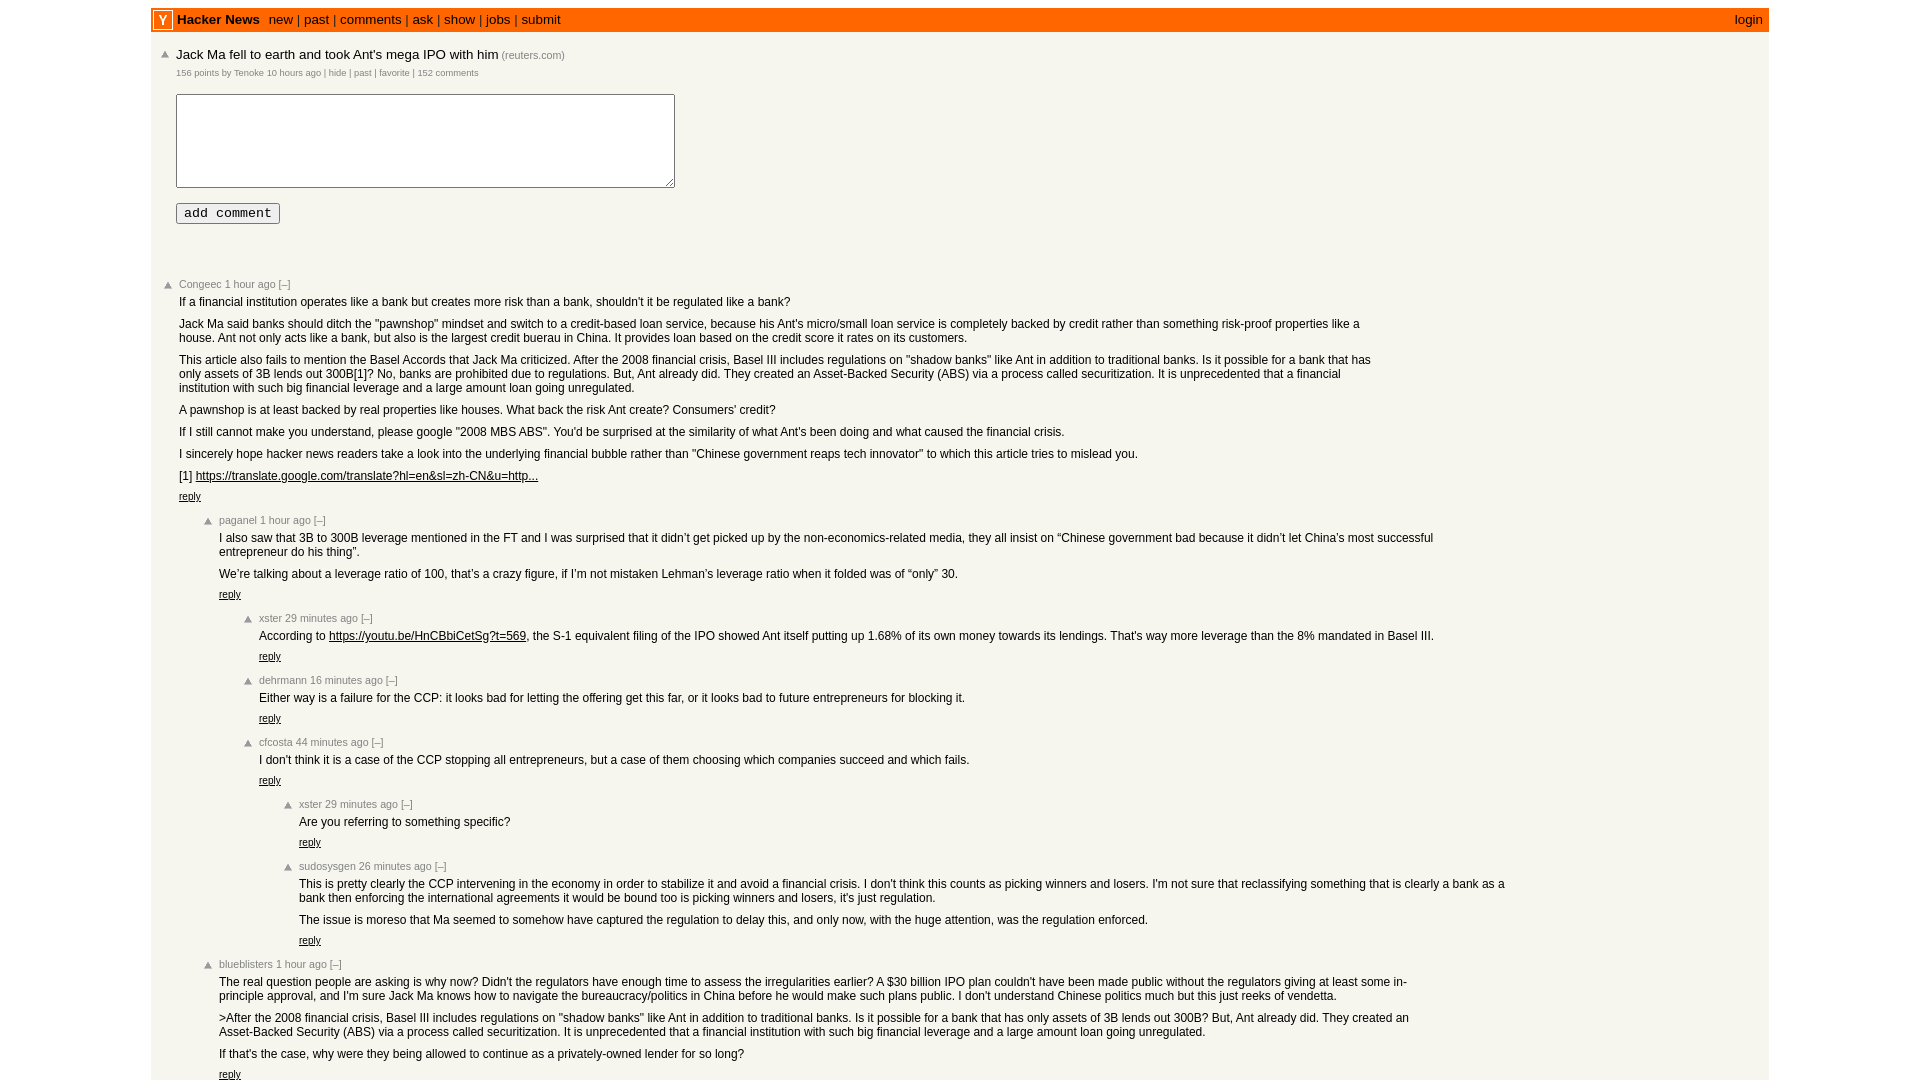 Y Hacker News new | past | comments | ask | show | jobs | submit login
Jack Ma fell to earth and took Ant's mega IPO with him (reuters.com)
156 points by Tenoke 10 hours ago | hide | past | favorite | 152 comments
add comment
Congeec 1 hour ago [–]
If a financial institution operates like a bank but creates more risk than a bank, shouldn't it be regulated like a bank?
Jack Ma said banks should ditch the "pawnshop" mindset and switch to a credit-based loan service, because his Ant's micro/small loan service is completely backed by credit rather than something risk-proof properties like a
house. Ant not only acts like a bank, but also is the largest credit buerau in China. It provides loan based on the credit score it rates on its customers.
This article also fails to mention the Basel Accords that Jack Ma criticized. After the 2008 financial crisis, Basel III includes regulations on "shadow banks" like Ant in addition to traditional banks. Is it possible for a bank that has
only assets of 3B lends out 300B[1]? No, banks are prohibited due to regulations. But, Ant already did. They created an Asset-Backed Security (ABS) via a process called securitization. It is unprecedented that a financial
institution with such big financial leverage and a large amount loan going unregulated.
A pawnshop is at least backed by real properties like houses. What back the risk Ant create? Consumers' credit?
If I still cannot make you understand, please google "2008 MBS ABS". You'd be surprised at the similarity of what Ant's been doing and what caused the financial crisis.
I sincerely hope hacker news readers take a look into the underlying financial bubble rather than "Chinese government reaps tech innovator" to which this article tries to mislead you.
[1] https://translate.google.com/translate?hl=en&sl=zh-CN&u=http...
reply
paganel 1 hour ago [–]
I also saw that 3B to 300B leverage mentioned in the FT and I was surprised that it didn’t get picked up by the non-economics-related media, they all insist on “Chinese government bad because it didn’t let China’s most successful
entrepreneur do his thing”.
We’re talking about a leverage ratio of 100, that’s a crazy figure, if I’m not mistaken Lehman’s leverage ratio when it folded was of “only” 30.
reply
xster 29 minutes ago [–]
According to https://youtu.be/HnCBbiCetSg?t=569, the S-1 equivalent filing of the IPO showed Ant itself putting up 1.68% of its own money towards its lendings. That's way more leverage than the 8% mandated in Basel III.
reply
dehrmann 16 minutes ago [–]
Either way is a failure for the CCP: it looks bad for letting the offering get this far, or it looks bad to future entrepreneurs for blocking it.
reply
cfcosta 44 minutes ago [–]
I don't think it is a case of the CCP stopping all entrepreneurs, but a case of them choosing which companies succeed and which fails.
reply
xster 29 minutes ago [–]
Are you referring to something specific?
reply
sudosysgen 26 minutes ago [–]
This is pretty clearly the CCP intervening in the economy in order to stabilize it and avoid a financial crisis. I don't think this counts as picking winners and losers. I'm not sure that reclassifying something that is clearly a bank as a
bank then enforcing the international agreements it would be bound too is picking winners and losers, it's just regulation.
The issue is moreso that Ma seemed to somehow have captured the regulation to delay this, and only now, with the huge attention, was the regulation enforced.
reply
blueblisters 1 hour ago [–]
The real question people are asking is why now? Didn't the regulators have enough time to assess the irregularities earlier? A $30 billion IPO plan couldn't have been made public without the regulators giving at least some in-
principle approval, and I'm sure Jack Ma knows how to navigate the bureaucracy/politics in China before he would make such plans public. I don't understand Chinese politics much but this just reeks of vendetta.
>After the 2008 financial crisis, Basel III includes regulations on "shadow banks" like Ant in addition to traditional banks. Is it possible for a bank that has only assets of 3B lends out 300B? But, Ant already did. They created an
Asset-Backed Security (ABS) via a process called securitization. It is unprecedented that a financial institution with such big financial leverage and a large amount loan going unregulated.
If that's the case, why were they being allowed to continue as a privately-owned lender for so long?
reply